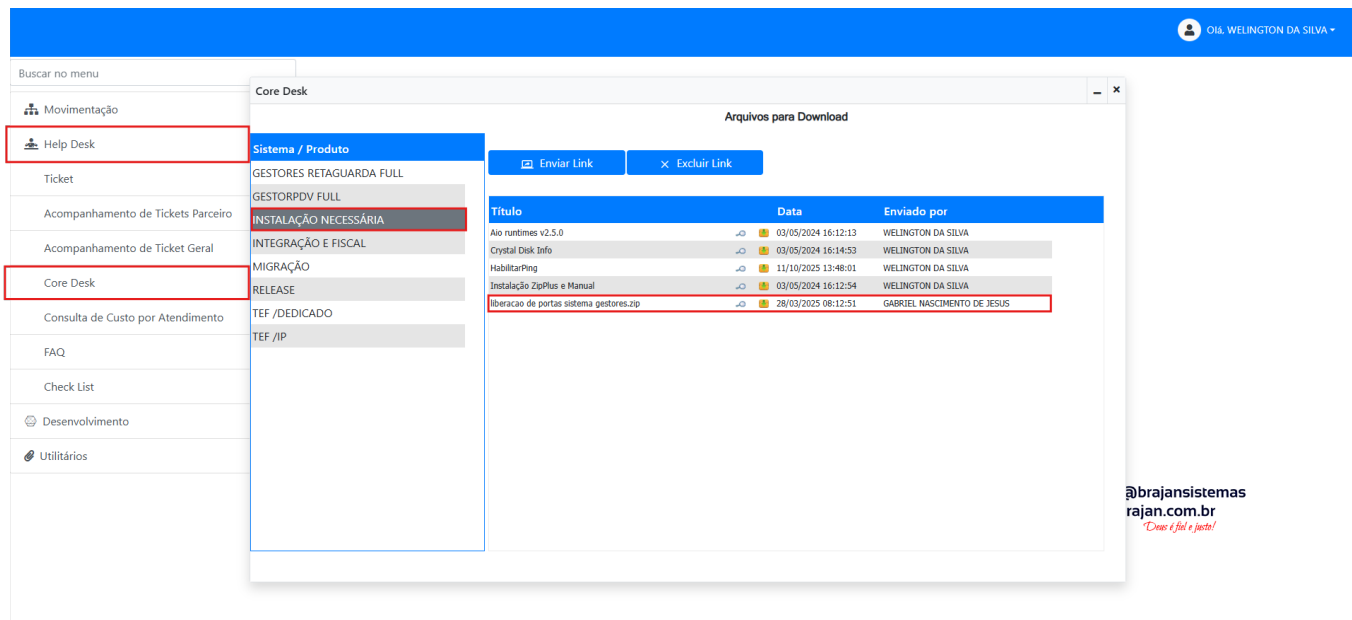 Olá, WELINGTON DA SILVA
Buscar no menu
Movimentação
Help Desk
Ticket
Acompanhamento de Tickets Parceiro
Acompanhamento de Ticket Geral
Core Desk
Consulta de Custo por Atendimento
FAQ
Check List
Desenvolvimento
Utilitários
Core Desk
Arquivos para Download
Sistema / Produto
GESTORES RETAGUARDA FULL
GESTORPDV FULL
INSTALAÇÃO NECESSÁRIA
INTEGRAÇÃO E FISCAL
MIGRAÇÃO
RELEASE
TEF /DEDICADO
TEF /IP
Enviar Link Excluir Link
Título Data Enviado por
Aio runtimes v2.5.0 03/05/2024 16:12:13 WELINGTON DA SILVA
Crystal Disk Info 03/05/2024 16:14:53 WELINGTON DA SILVA
HabilitarPing 11/10/2025 13:48:01 WELINGTON DA SILVA
Instalação ZipPlus e Manual 03/05/2024 16:12:54 WELINGTON DA SILVA
liberacao de portas sistema gestores.zip 28/03/2025 08:12:51 GABRIEL NASCIMENTO DE JESUS
@brajansistemas
rajan.com.br
Deus é fiel e justo!